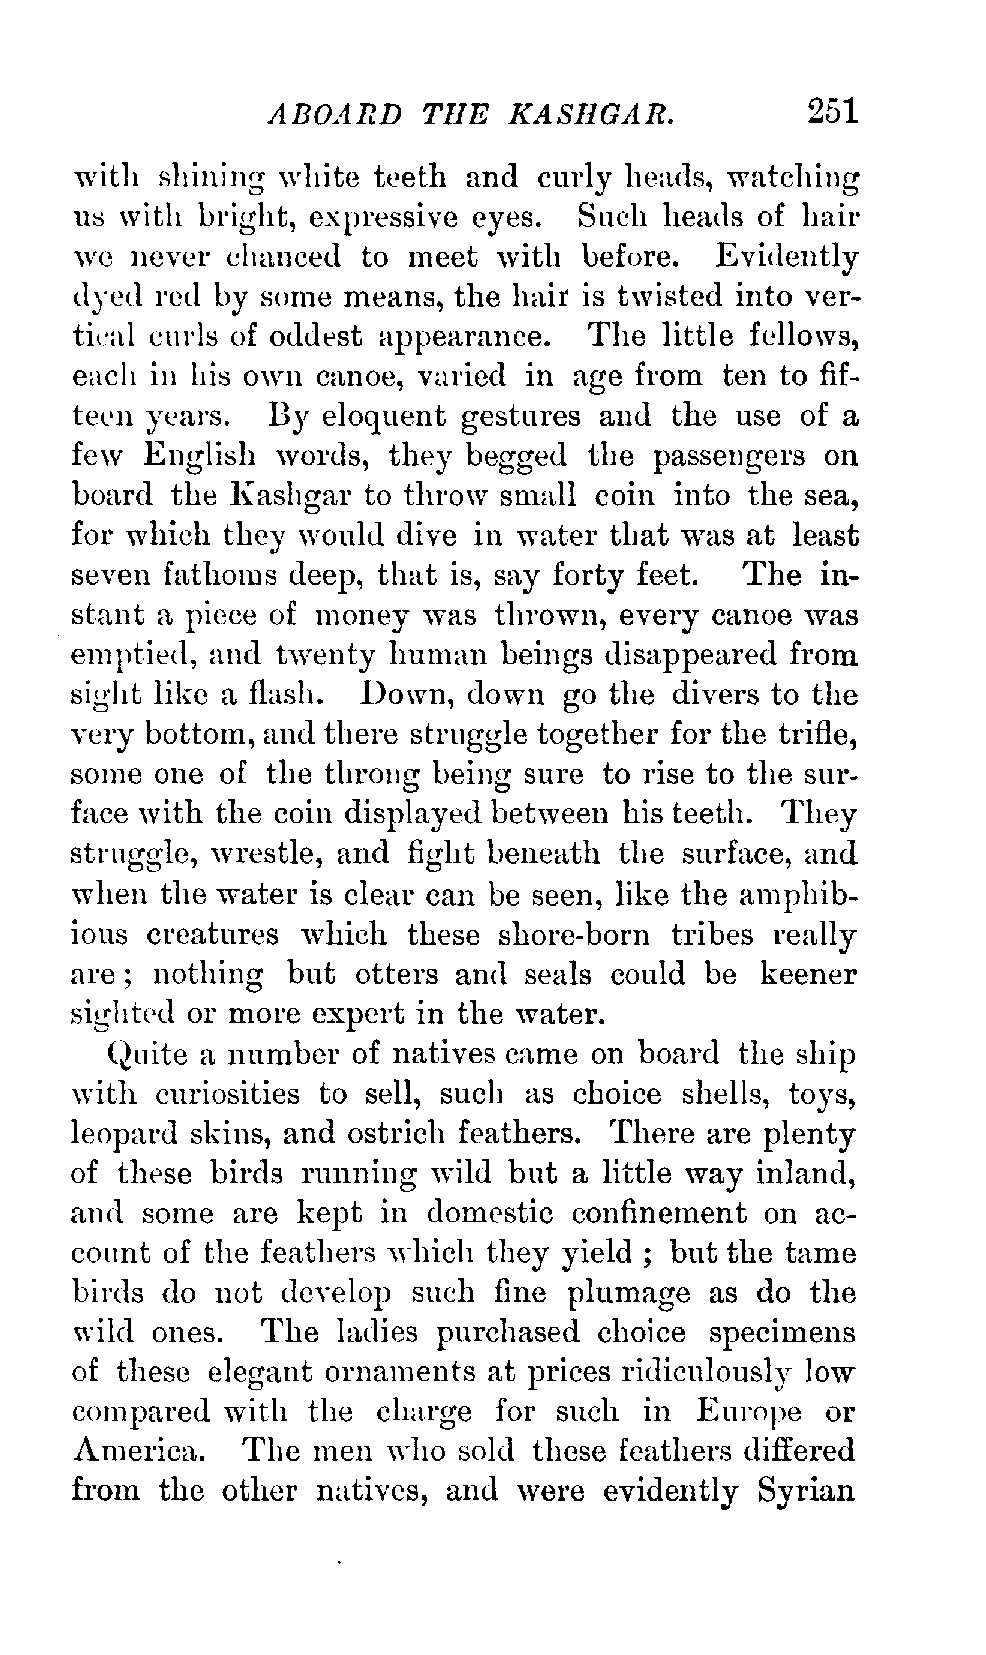 ABOARD THE KASHGAR. 251
with shining white teeth and curly heads, watching
us with bright, expressive eyes. Such heads of hair
we never chanced to meet with before. Evidently
dyed red by some means, the hair is twisted into ver-
tical curls of oddest appearance. The little fellows,
each in his own canoe, varied in age from ten to fif-
teen years. By eloquent gestures and the use of a
few English words, they begged the passengers on
board the Kashgar to throw small coin into the sea,
for which they would dive in water that was at least
seven fathoms deep, that is, say forty feet. The in-
stant a piece of money was thrown, every canoe was
emptied, and twenty human beings disappeared from
sight like a flash. Down, down go the divers to the
very bottom, and there struggle together for the trifle,
some one of the throng being sure to rise to the sur-
face with the coin displayed between his teeth. They
struggle, wrestle, and fight beneath the surface, and
when the water is clear can be seen, like the amphib-
ious creatures which these shore-born tribes really
are ; nothing but otters and seals could be keener
sighted or more expert in the water.
Quite a number of natives came on board the ship
with curiosities to sell, such as choice shells, toys,
leopard skins, and ostrich feathers. There are plenty
of these birds running wild but a little way inland,
and some are kept in domestic confinement on ac-
count of the feathers which they yield ; but the tame
birds do not develop such fine plumage as do the
wild ones. The ladies purchased choice specimens
of these elegant ornaments at prices ridiculously low
compared with the charge for such in Europe or
America. The men who sold these feathers differed
from the other natives, and were evidently Syrian